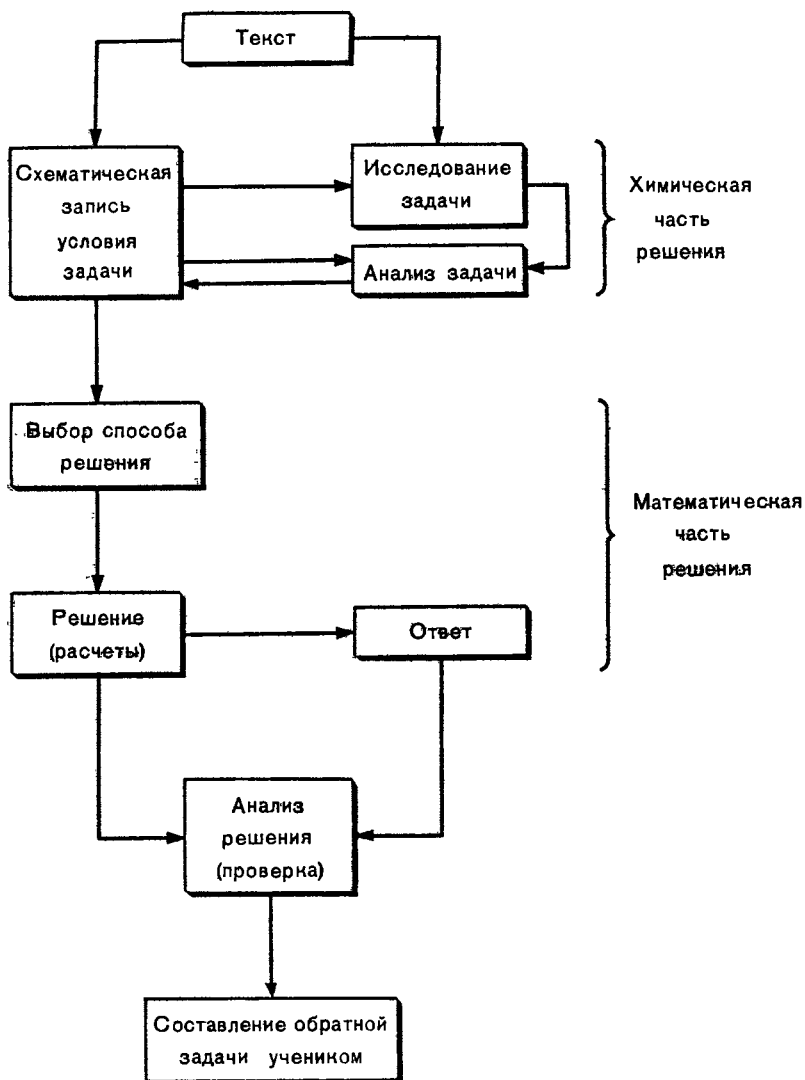 Текст
Схематическая
запись
условия
задачи
Исследование
задачи
Анализ задачи
Химическая
часть
решения
Выбор способа
решения
Математическая
часть
решения
Решение
(расчеты)
Ответ
Анализ
решения
(проверка)
Составление обратной
задачи учеником